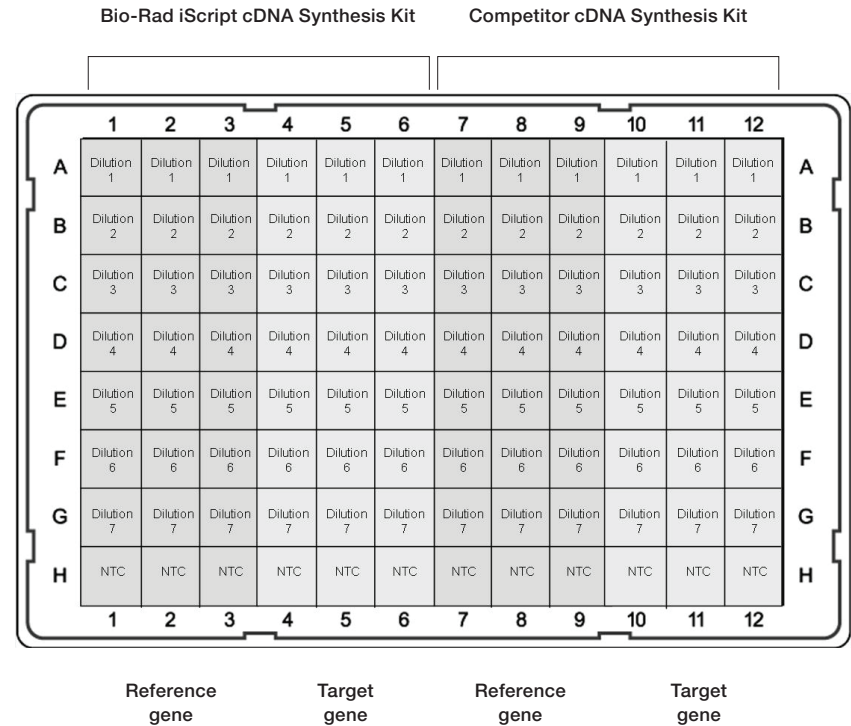 Bio-Rad iScript cDNA Synthesis Kit Competitor cDNA Synthesis Kit
1 2 3 4 5 6 7 8 9 10 11 12
A Dilution Dilution Dilution Dilution Dilution Dilution Dilution Dilution Dilution Dilution Dilution Dilution A
1 1 1 1 1 1 1 1 1 1 1 1
B Dilution Dilution Dilution Dilution Dilution Dilution Dilution Dilution Dilution Dilution Dilution Dilution B
2 2 2 2 2 2 2 2 2 2 2 2
C Dilution Dilution Dilution Dilution Dilution Dilution Dilution Dilution Dilution Dilution Dilution Dilution C
3 3 3 3 3 3 3 3 3 3 3 3
D Dilution Dilution Dilution Dilution Dilution Dilution Dilution Dilution Dilution Dilution Dilution Dilution D
4 4 4 4 4 4 4 4 4 4 4 4
E Dilution Dilution Dilution Dilution Dilution Dilution Dilution Dilution Dilution Dilution Dilution Dilution E
5 5 5 5 5 5 5 5 5 5 5 5
F Dilution Dilution Dilution Dilution Dilution Dilution Dilution Dilution Dilution Dilution Dilution Dilution F
6 6 6 6 6 6 6 6 6 6 6 6
G Dilution Dilution Dilution Dilution Dilution Dilution Dilution Dilution Dilution Dilution Dilution Dilution G
7 7 7 7 7 7 7 7 7 7 7 7
H NTC NTC NTC NTC NTC NTC NTC NTC NTC NTC NTC NTC H
1 2 3 4 5 6 7 8 9 10 11 12
Reference Target Reference Target
gene gene gene gene